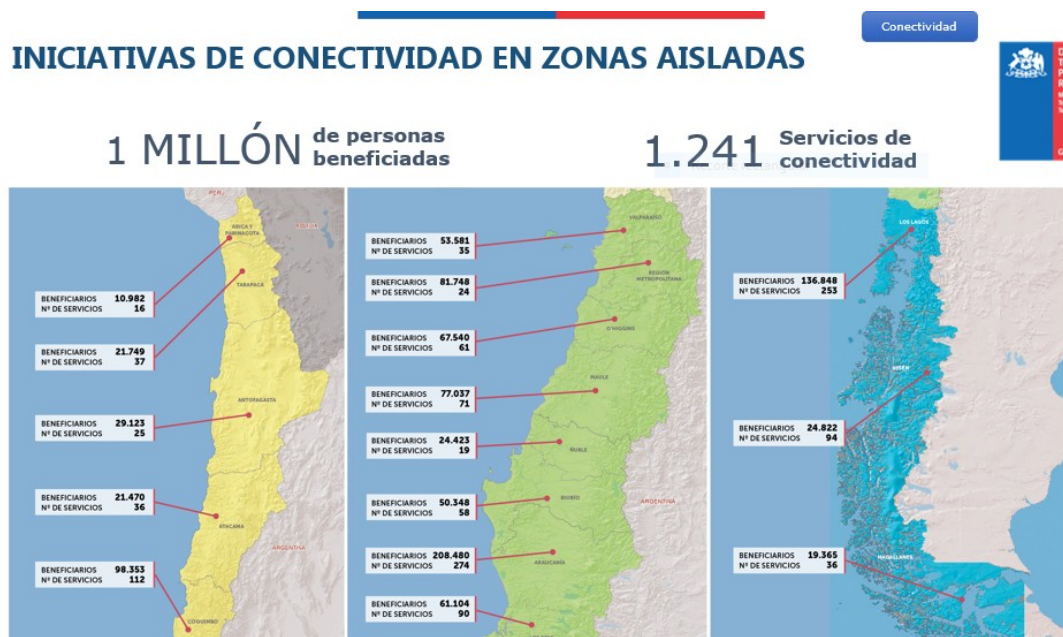 Conectividad
INICIATIVAS DE CONECTIVIDAD EN ZONAS AISLADAS
1 MILLÓN de personas beneficiadas
1.241 Servicios de conectividad
PERÚ
ARICA Y
PARINACOTA
TARAPACÁ
BENEFICIARIOS 10.982
Nº DE SERVICIOS 16
BENEFICIARIOS 21.749
Nº DE SERVICIOS 37
ANTOFAGASTA
BENEFICIARIOS 29.123
Nº DE SERVICIOS 25
BENEFICIARIOS 21.470
Nº DE SERVICIOS 36
ATACAMA
ARGENTINA
BENEFICIARIOS 98.353
Nº DE SERVICIOS 112
COQUIMBO
VALPARAÍSO
BENEFICIARIOS 53.581
Nº DE SERVICIOS 35
REGIÓN
METROPOLITANA
BENEFICIARIOS 81.748
Nº DE SERVICIOS 24
O'HIGGINS
BENEFICIARIOS 67.540
Nº DE SERVICIOS 61
MAULE
BENEFICIARIOS 77.037
Nº DE SERVICIOS 71
BENEFICIARIOS 24.423
Nº DE SERVICIOS 19
ÑUBLE
BENEFICIARIOS 50.348
Nº DE SERVICIOS 58
BIOBÍO
ARGENTINA
BENEFICIARIOS 208.480
Nº DE SERVICIOS 274
ARAUCANÍA
BENEFICIARIOS 61.104
Nº DE SERVICIOS 90
LOS LAGOS
BENEFICIARIOS 136.848
Nº DE SERVICIOS 253
AYSÉN
BENEFICIARIOS 24.822
Nº DE SERVICIOS 94
MAGALLANES
BENEFICIARIOS 19.365
Nº DE SERVICIOS 36